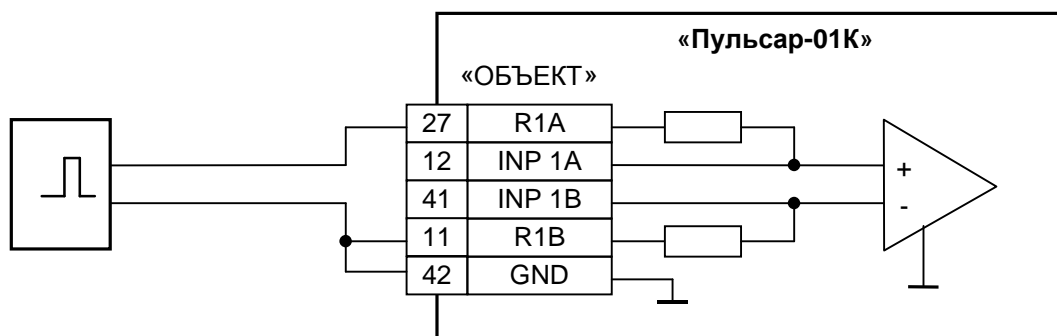 «Пульсар-01К»
«ОБЪЕКТ»
27 R1A
12 INP 1A
41 INP 1B
11 R1B
42 GND
+
-